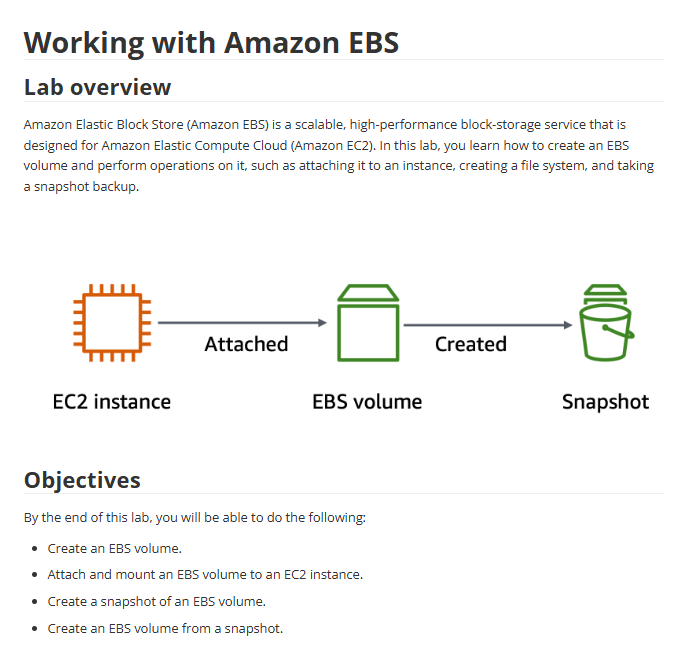 Working with Amazon EBS
Lab overview
Amazon Elastic Block Store (Amazon EBS) is a scalable, high-performance block-storage service that is
designed for Amazon Elastic Compute Cloud (Amazon EC2). In this lab, you learn how to create an EBS
volume and perform operations on it, such as attaching it to an instance, creating a file system, and taking
a snapshot backup.
Attached
Created
EC2 instance
EBS volume
Snapshot
Objectives
By the end of this lab, you will be able to do the following:
• Create an EBS volume.
• Attach and mount an EBS volume to an EC2 instance.
• Create a snapshot of an EBS volume.
• Create an EBS volume from a snapshot.